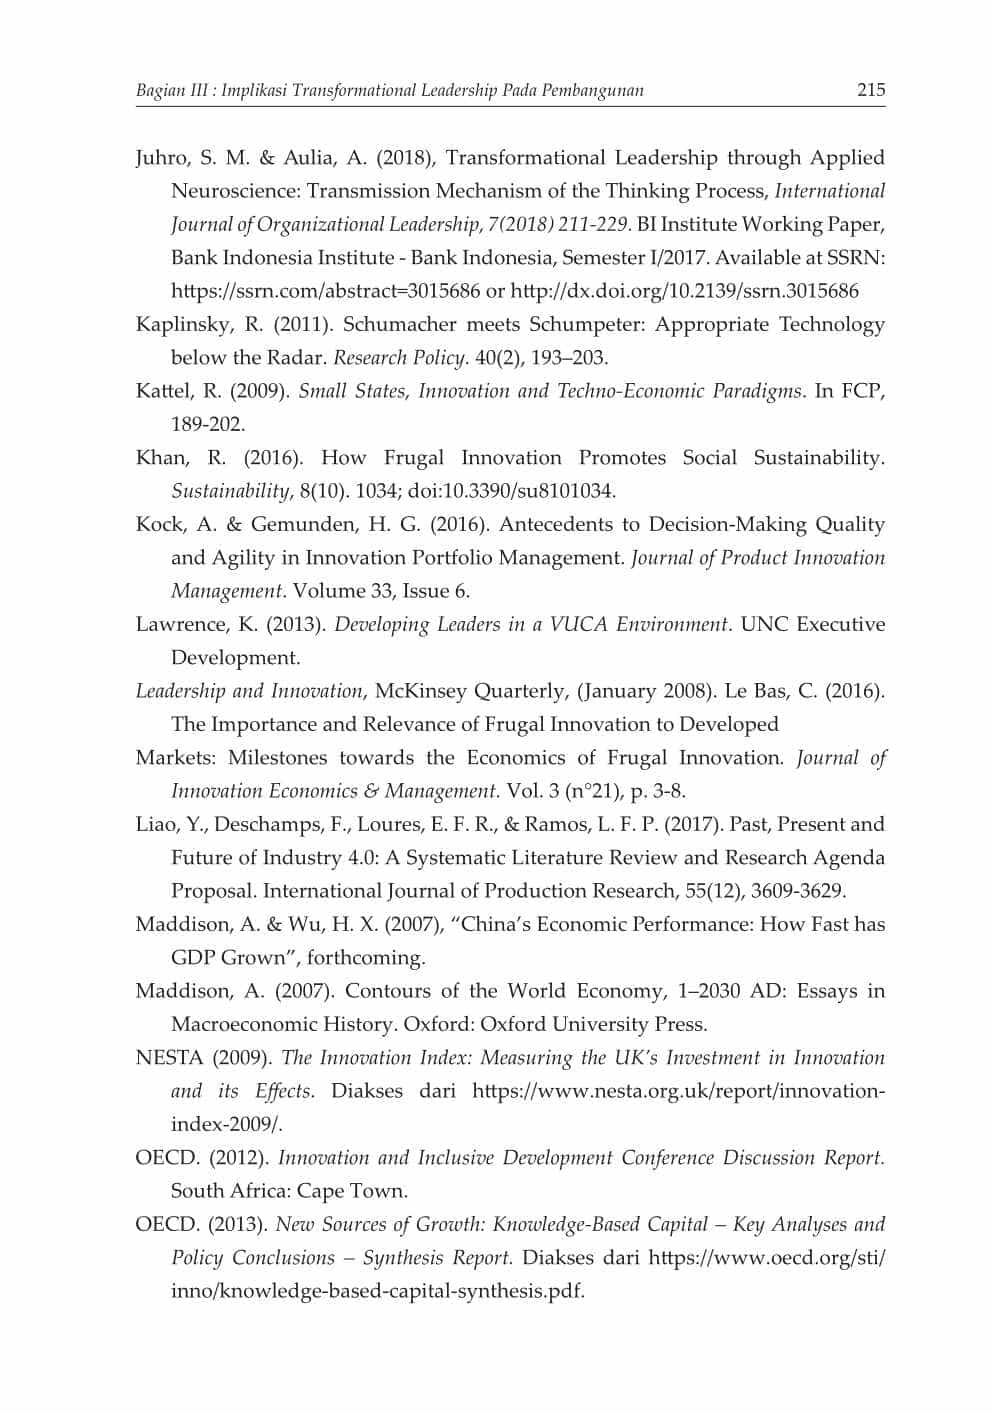 Bagian III : Implikasi Transformational Leadership Pada Pembangunan 215
Juhro, S. M. & Aulia, A. (2018), Transformational Leadership through Applied
Neuroscience: Transmission Mechanism of the Thinking Process, International
Journal of Organizational Leadership, 7(2018) 211-229. BI Institute Working Paper,
Bank Indonesia Institute - Bank Indonesia, Semester I/2017. Available at SSRN:
https://ssrn.com/abstract=3015686 or http://dx.doi.org/10.2139/ssrn.3015686
Kaplinsky, R. (2011). Schumacher meets Schumpeter: Appropriate Technology
below the Radar. Research Policy. 40(2), 193–203.
Kattel, R. (2009). Small States, Innovation and Techno-Economic Paradigms. In FCP,
189-202.
Khan, R. (2016). How Frugal Innovation Promotes Social Sustainability.
Sustainability, 8(10). 1034; doi:10.3390/su8101034.
Kock, A. & Gemunden, H. G. (2016). Antecedents to Decision-Making Quality
and Agility in Innovation Portfolio Management. Journal of Product Innovation
Management. Volume 33, Issue 6.
Lawrence, K. (2013). Developing Leaders in a VUCA Environment. UNC Executive
Development.
Leadership and Innovation, McKinsey Quarterly, (January 2008). Le Bas, C. (2016).
The Importance and Relevance of Frugal Innovation to Developed
Markets: Milestones towards the Economics of Frugal Innovation. Journal of
Innovation Economics & Management. Vol. 3 (n°21), p. 3-8.
Liao, Y., Deschamps, F., Loures, E. F. R., & Ramos, L. F. P. (2017). Past, Present and
Future of Industry 4.0: A Systematic Literature Review and Research Agenda
Proposal. International Journal of Production Research, 55(12), 3609-3629.
Maddison, A. & Wu, H. X. (2007), “China’s Economic Performance: How Fast has
GDP Grown”, forthcoming.
Maddison, A. (2007). Contours of the World Economy, 1–2030 AD: Essays in
Macroeconomic History. Oxford: Oxford University Press.
NESTA (2009). The Innovation Index: Measuring the UK’s Investment in Innovation
and its Effects. Diakses dari https://www.nesta.org.uk/report/innovation-
index-2009/.
OECD. (2012). Innovation and Inclusive Development Conference Discussion Report.
South Africa: Cape Town.
OECD. (2013). New Sources of Growth: Knowledge-Based Capital – Key Analyses and
Policy Conclusions – Synthesis Report. Diakses dari https://www.oecd.org/sti/
inno/knowledge-based-capital-synthesis.pdf.